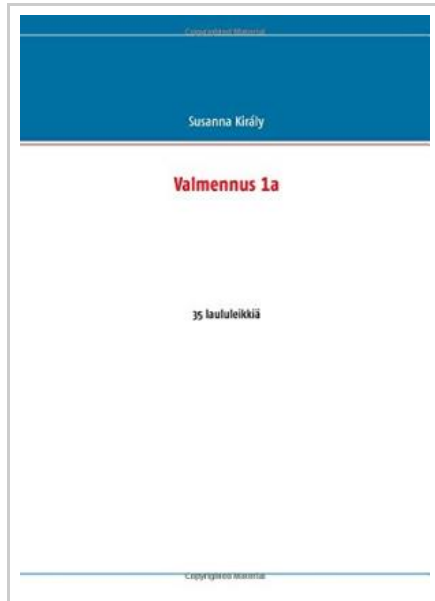 Copyrighted Material
Susanna Király
Valmennus 1a
35 laululeikkiä
Copyrighted Material